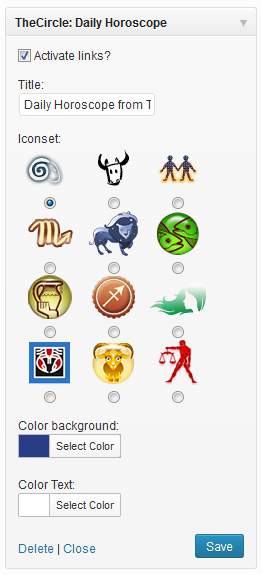 TheCircle: Daily Horoscope
Activate links?
Title:
Daily Horoscope from T
Iconset:
Color background:
Select Color
Color Text:
Select Color
Delete | Close
Save